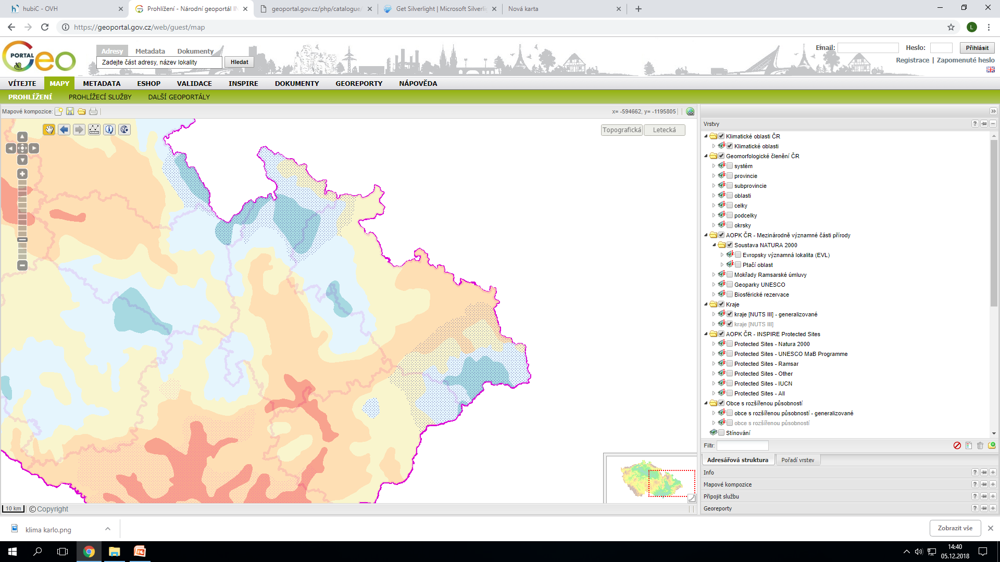 hubiC - OVH
Prohlížení - Národní geoportál IN
geoportal.gov.cz/php/catalogue/
Get Silverlight | Microsoft Silverli
Nová karta
https://geoportal.gov.cz/web/guest/map
L
PORTAL
Geo
Adresy Metadata Dokumenty
Zadejte část adresy, název lokality
Hledat
Email:
Heslo:
Přihlásit
Registrace | Zapomenuté heslo
VÍTEJTE MAPY METADATA ESHOP VALIDACE INSPIRE DOKUMENTY GEOREPORTY NÁPOVĚDA
PROHLÍŽENÍ PROHLÍŽECÍ SLUŽBY DALŠÍ GEOPORTÁLY
Mapové kompozice:
x= -594662, y= -1195805
Topografická
Letecká
Vrstvy
Klimatické oblasti ČR
Klimatické oblasti
Geomorfologické členění ČR
systém
provincie
subprovincie
oblasti
celky
podcelky
okrsky
AOPK ČR - Mezinárodně významné části přírody
Soustava NATURA 2000
Evropsky významná lokalita (EVL)
Ptačí oblast
Mokřady Ramsarské úmluvy
Geoparky UNESCO
Biosférické rezervace
Kraje
kraje [NUTS III] - generalizované
kraje [NUTS III]
AOPK ČR - INSPIRE Protected Sites
Protected Sites - Natura 2000
Protected Sites - UNESCO MaB Programme
Protected Sites - Ramsar
Protected Sites - Other
Protected Sites - IUCN
Protected Sites - All
Obce s rozšířenou působností
obce s rozšířenou působností - generalizované
obce s rozšířenou působností
Stínování
Filtr:
Adresářová struktura
Pořadí vrstev
Info
Mapové kompozice
Připojit službu
Georeporty
10 km
© Copyright
klima karlo.png
Zobrazit vše
14:40
05.12.2018